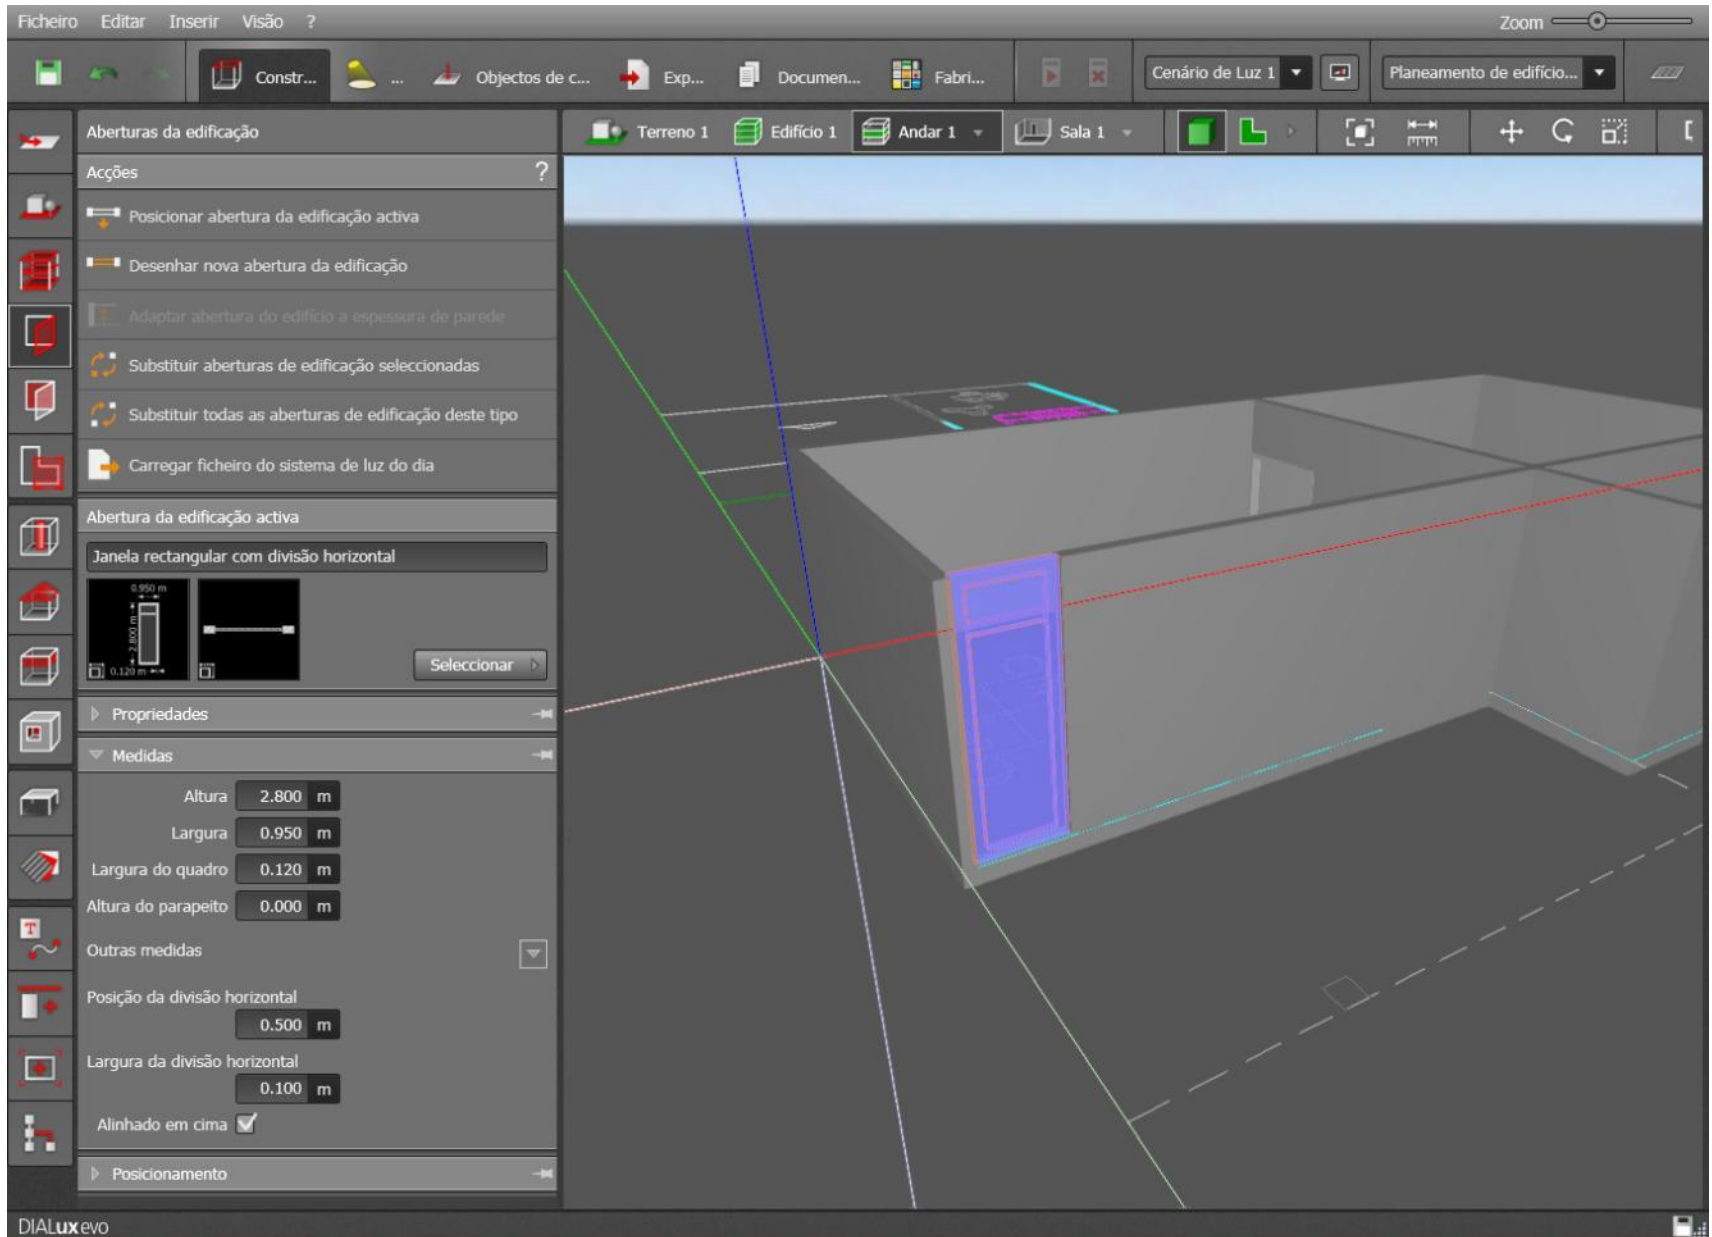 Ficheiro Editar Inserir Visão ? Zoom
Constr... ... Objectos de c... Exp... Documen... Fabri... Cenário de Luz 1 Planeamento de edifício...
Aberturas da edificação
Terreno 1 Edifício 1 Andar 1 Sala 1
Acções ?
Posicionar abertura da edificação activa
Desenhar nova abertura da edificação
Adaptar abertura do edifício a espessura de parede
Substituir aberturas de edificação seleccionadas
Substituir todas as aberturas de edificação deste tipo
Carregar ficheiro do sistema de luz do dia
Abertura da edificação activa
Janela rectangular com divisão horizontal
0.950 m
2.800 m
0.120 m
Seleccionar
Propriedades
Medidas
Altura 2.800 m
Largura 0.950 m
Largura do quadro 0.120 m
Altura do parapeito 0.000 m
Outras medidas
Posição da divisão horizontal
0.500 m
Largura da divisão horizontal
0.100 m
Alinhado em cima
Posicionamento
T
DIALux evo